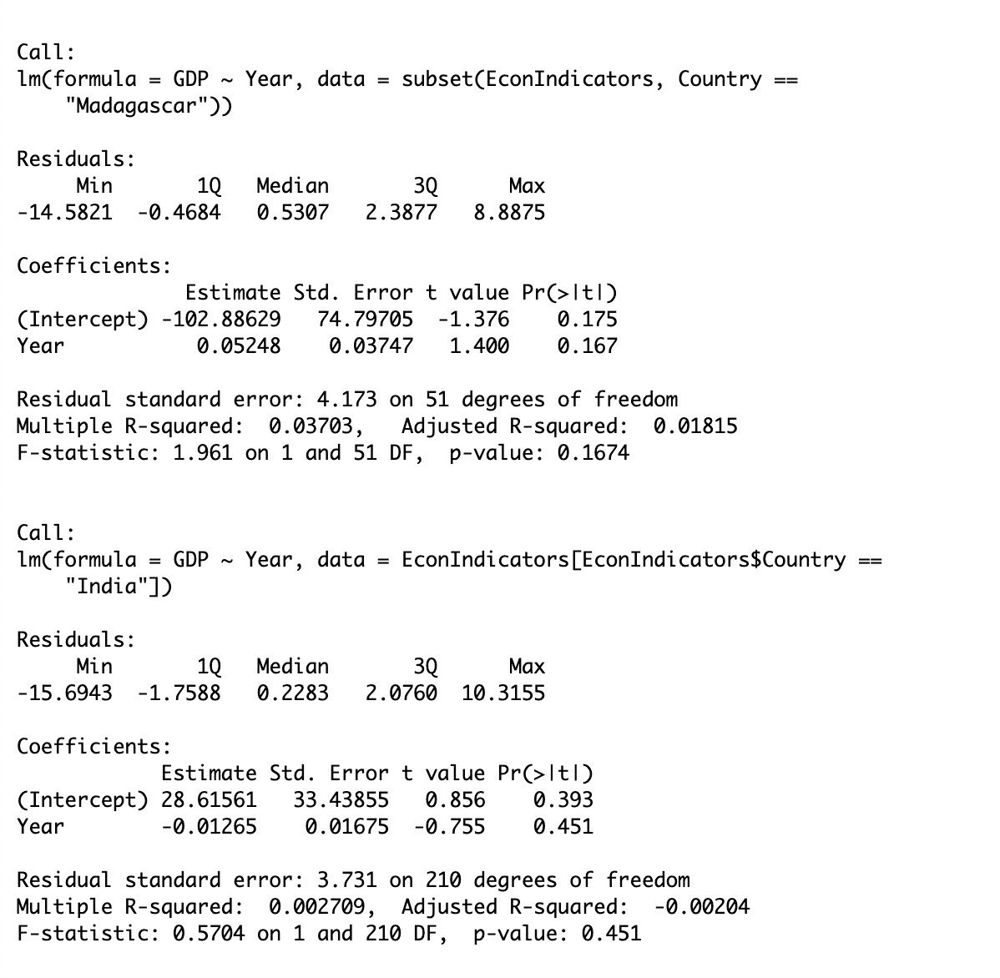 Call:
lm(formula = GDP ~ Year, data = subset(EconIndicators, Country ==
    "Madagascar"))
Residuals:
     Min       1Q   Median       3Q      Max
-14.5821  -0.4684   0.5307   2.3877   8.8875
Coefficients:
              Estimate Std. Error t value Pr(>|t|)
(Intercept) -102.88629   74.79705  -1.376    0.175
Year           0.05248    0.03747   1.400    0.167
Residual standard error: 4.173 on 51 degrees of freedom
Multiple R-squared:  0.03703,   Adjusted R-squared:  0.01815
F-statistic: 1.961 on 1 and 51 DF,  p-value: 0.1674
Call:
lm(formula = GDP ~ Year, data = EconIndicators[EconIndicators$Country ==
    "India"])
Residuals:
     Min       1Q   Median       3Q      Max
-15.6943  -1.7588   0.2283   2.0760  10.3155
Coefficients:
            Estimate Std. Error t value Pr(>|t|)
(Intercept) 28.61561   33.43855   0.856    0.393
Year        -0.01265    0.01675  -0.755    0.451
Residual standard error: 3.731 on 210 degrees of freedom
Multiple R-squared:  0.002709,  Adjusted R-squared:  -0.00204
F-statistic: 0.5704 on 1 and 210 DF,  p-value: 0.451